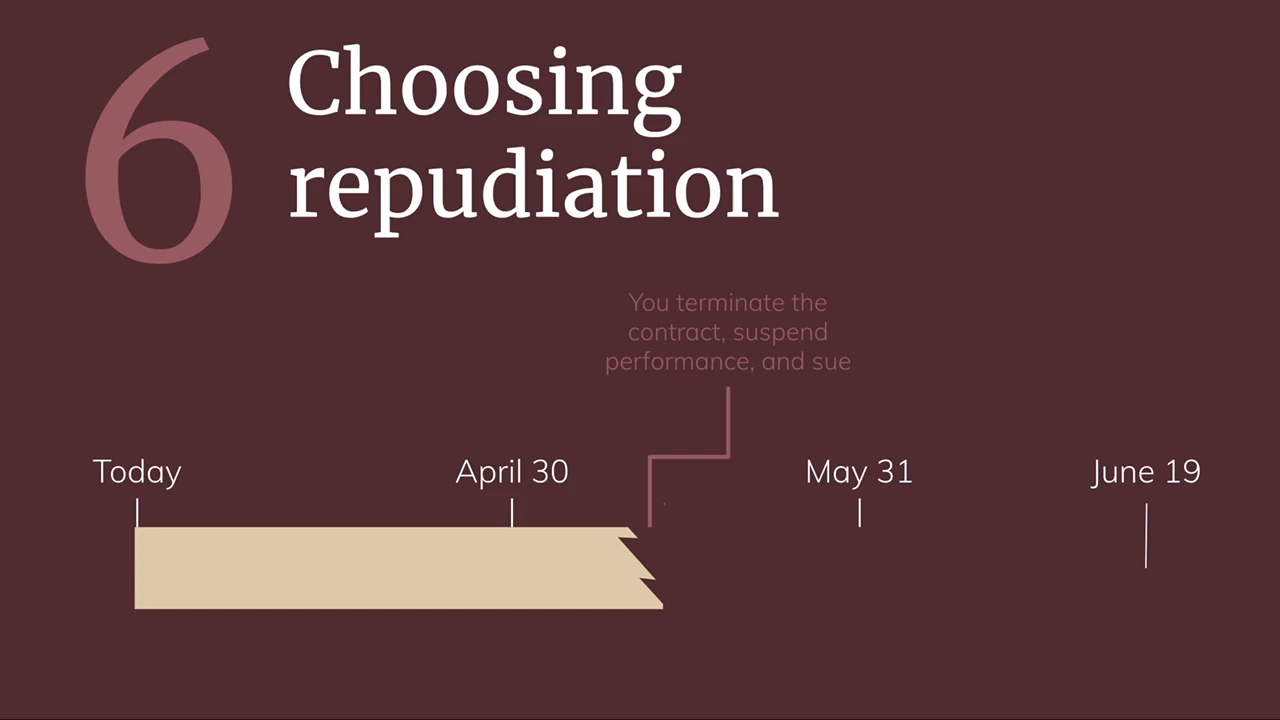 6
Choosing
repudiation
You terminate the
contract, suspend
performance, and sue
Today
April 30
May 31
June 19